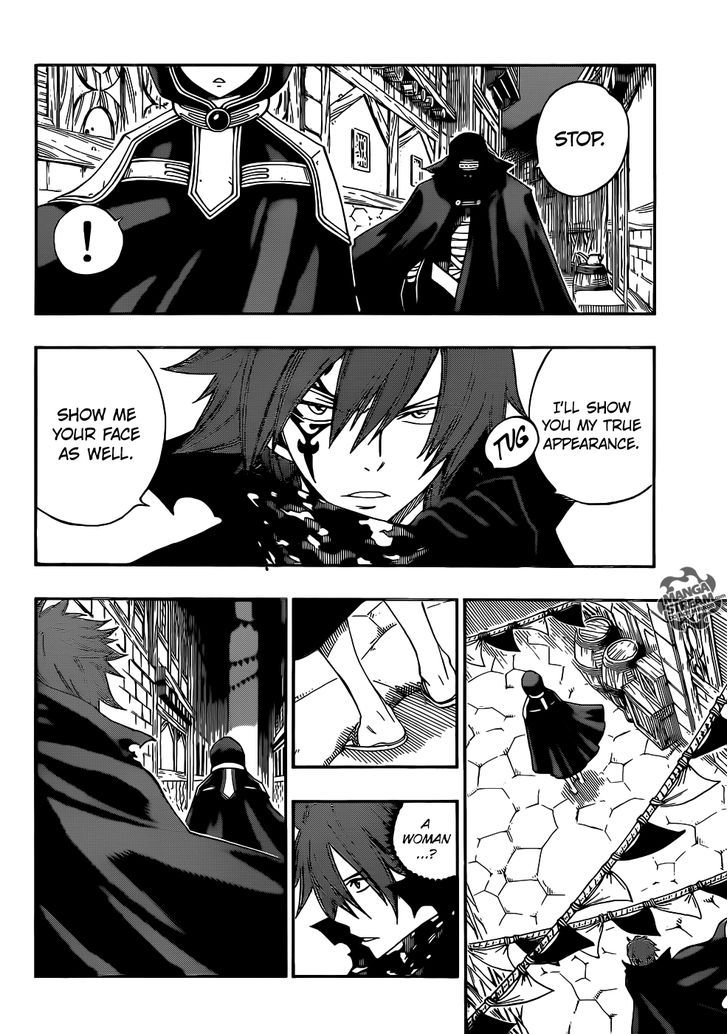 STOP.
!
I'LL SHOW
YOU MY TRUE
APPEARANCE.
TUG
SHOW ME
YOUR FACE
AS WELL.
A
WOMAN
...?
MANGA
STREAM